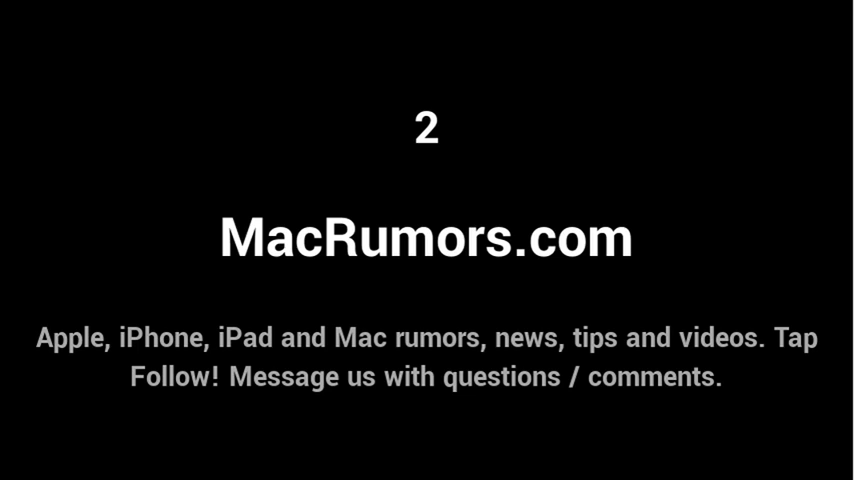 2
MacRumors.com
Apple, iPhone, iPad and Mac rumors, news, tips and videos. Tap
Follow! Message us with questions / comments.